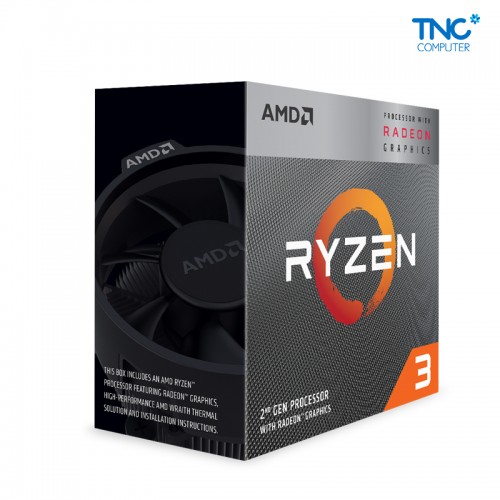 TNC
COMPUTER
AMD
AMD
THIS BOX INCLUDES AN AMD RYZEN™
PROCESSOR FEATURING RADEON™ GRAPHICS,
HIGH-PERFORMANCE AMD WRAITH THERMAL
SOLUTION AND INSTALLATION INSTRUCTIONS.
AMD
PROCESSOR WITH
RADEON
GRAPHICS
RYZEN
3
2ND GEN PROCESSOR
WITH RADEON™ GRAPHICS